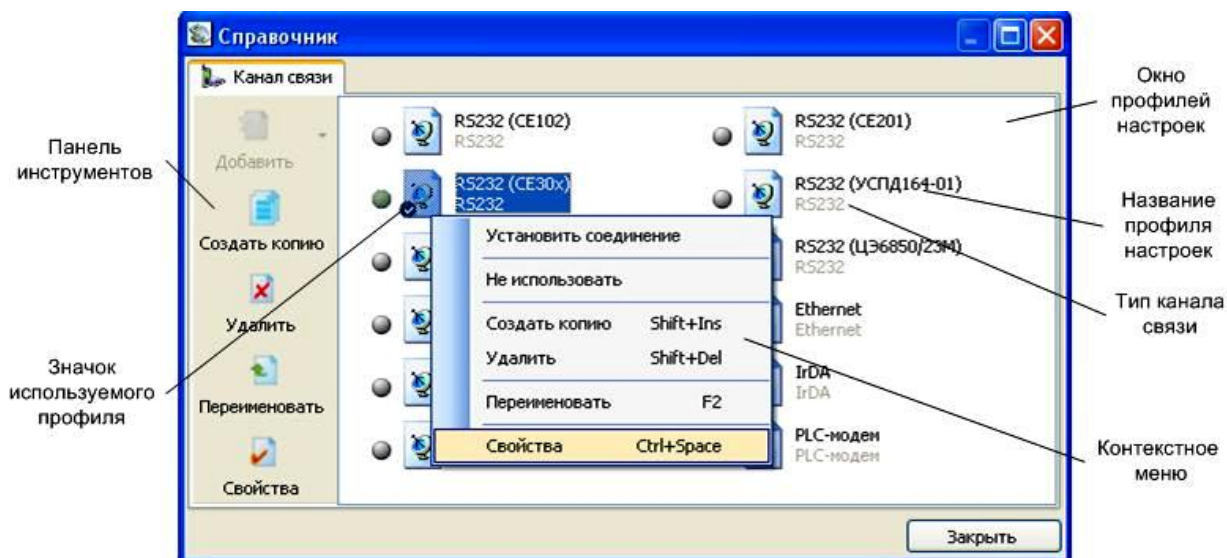 Справочник
Канал связи
Добавить
Создать копию
Удалить
Переименовать
Свойства
RS232 (CE102)
RS232
RS232 (CE201)
RS232
RS232 (CE30x)
RS232
RS232 (УСПД164-01)
RS232
RS232 (ЦЭ6850/23М)
RS232
Ethernet
Ethernet
IrDA
IrDA
PLC-модем
PLC-модем
Установить соединение
Не использовать
Создать копию Shift+Ins
Удалить Shift+Del
Переименовать F2
Свойства Ctrl+Space
Закрыть
Панель
инструментов
Значок
используемого
профиля
Окно
профилей
настроек
Название
профиля
настроек
Тип канала
связи
Контекстное
меню